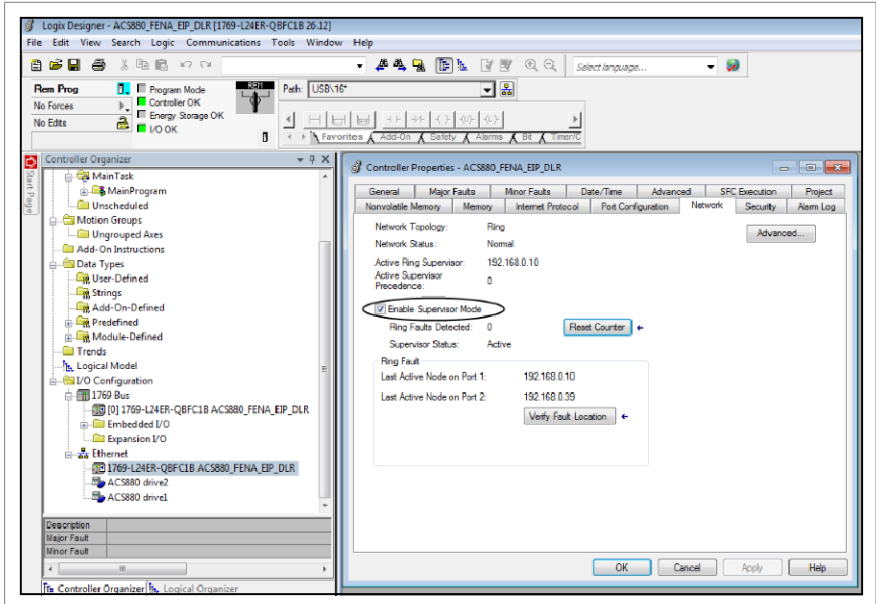 Logix Designer - ACS880_FENA_EIP_DLR [1769-L24ER-QBFC1B 26.12]
File Edit View Search Logic Communications Tools Window Help
Select language...
Rem Prog
Program Mode
REM
Path: USB\16*
No Forces
Controller OK
Energy Storage OK
No Edits
I/O OK
Favorites Add-On Safety Alarms Bit Timer/C
Start Page
Controller Organizer
MainTask
MainProgram
Unscheduled
Motion Groups
Ungrouped Axes
Add-On Instructions
Data Types
User-Defined
Strings
Add-On-Defined
Predefined
Module-Defined
Trends
Logical Model
I/O Configuration
1769 Bus
[0] 1769-L24ER-QBFC1B ACS880_FENA_EIP_DLR
Embedded I/O
Expansion I/O
Ethernet
1769-L24ER-QBFC1B ACS880_FENA_EIP_DLR
ACS880 drive2
ACS880 drive1
Description
Major Fault
Minor Fault
Controller Organizer Logical Organizer
Controller Properties - ACS880_FENA_EIP_DLR
General Major Faults Minor Faults Date/Time Advanced SFC Execution Project
Nonvolatile Memory Memory Internet Protocol Port Configuration Network Security Alarm Log
Network Topology: Ring
Advanced...
Network Status: Normal
Active Ring Supervisor: 192.168.0.10
Active Supervisor
Precedence: 0
Enable Supervisor Mode
Ring Faults Detected: 0
Reset Counter
Supervisor Status: Active
Ring Fault
Last Active Node on Port 1: 192.168.0.10
Last Active Node on Port 2: 192.168.0.39
Verify Fault Location
OK Cancel Apply Help